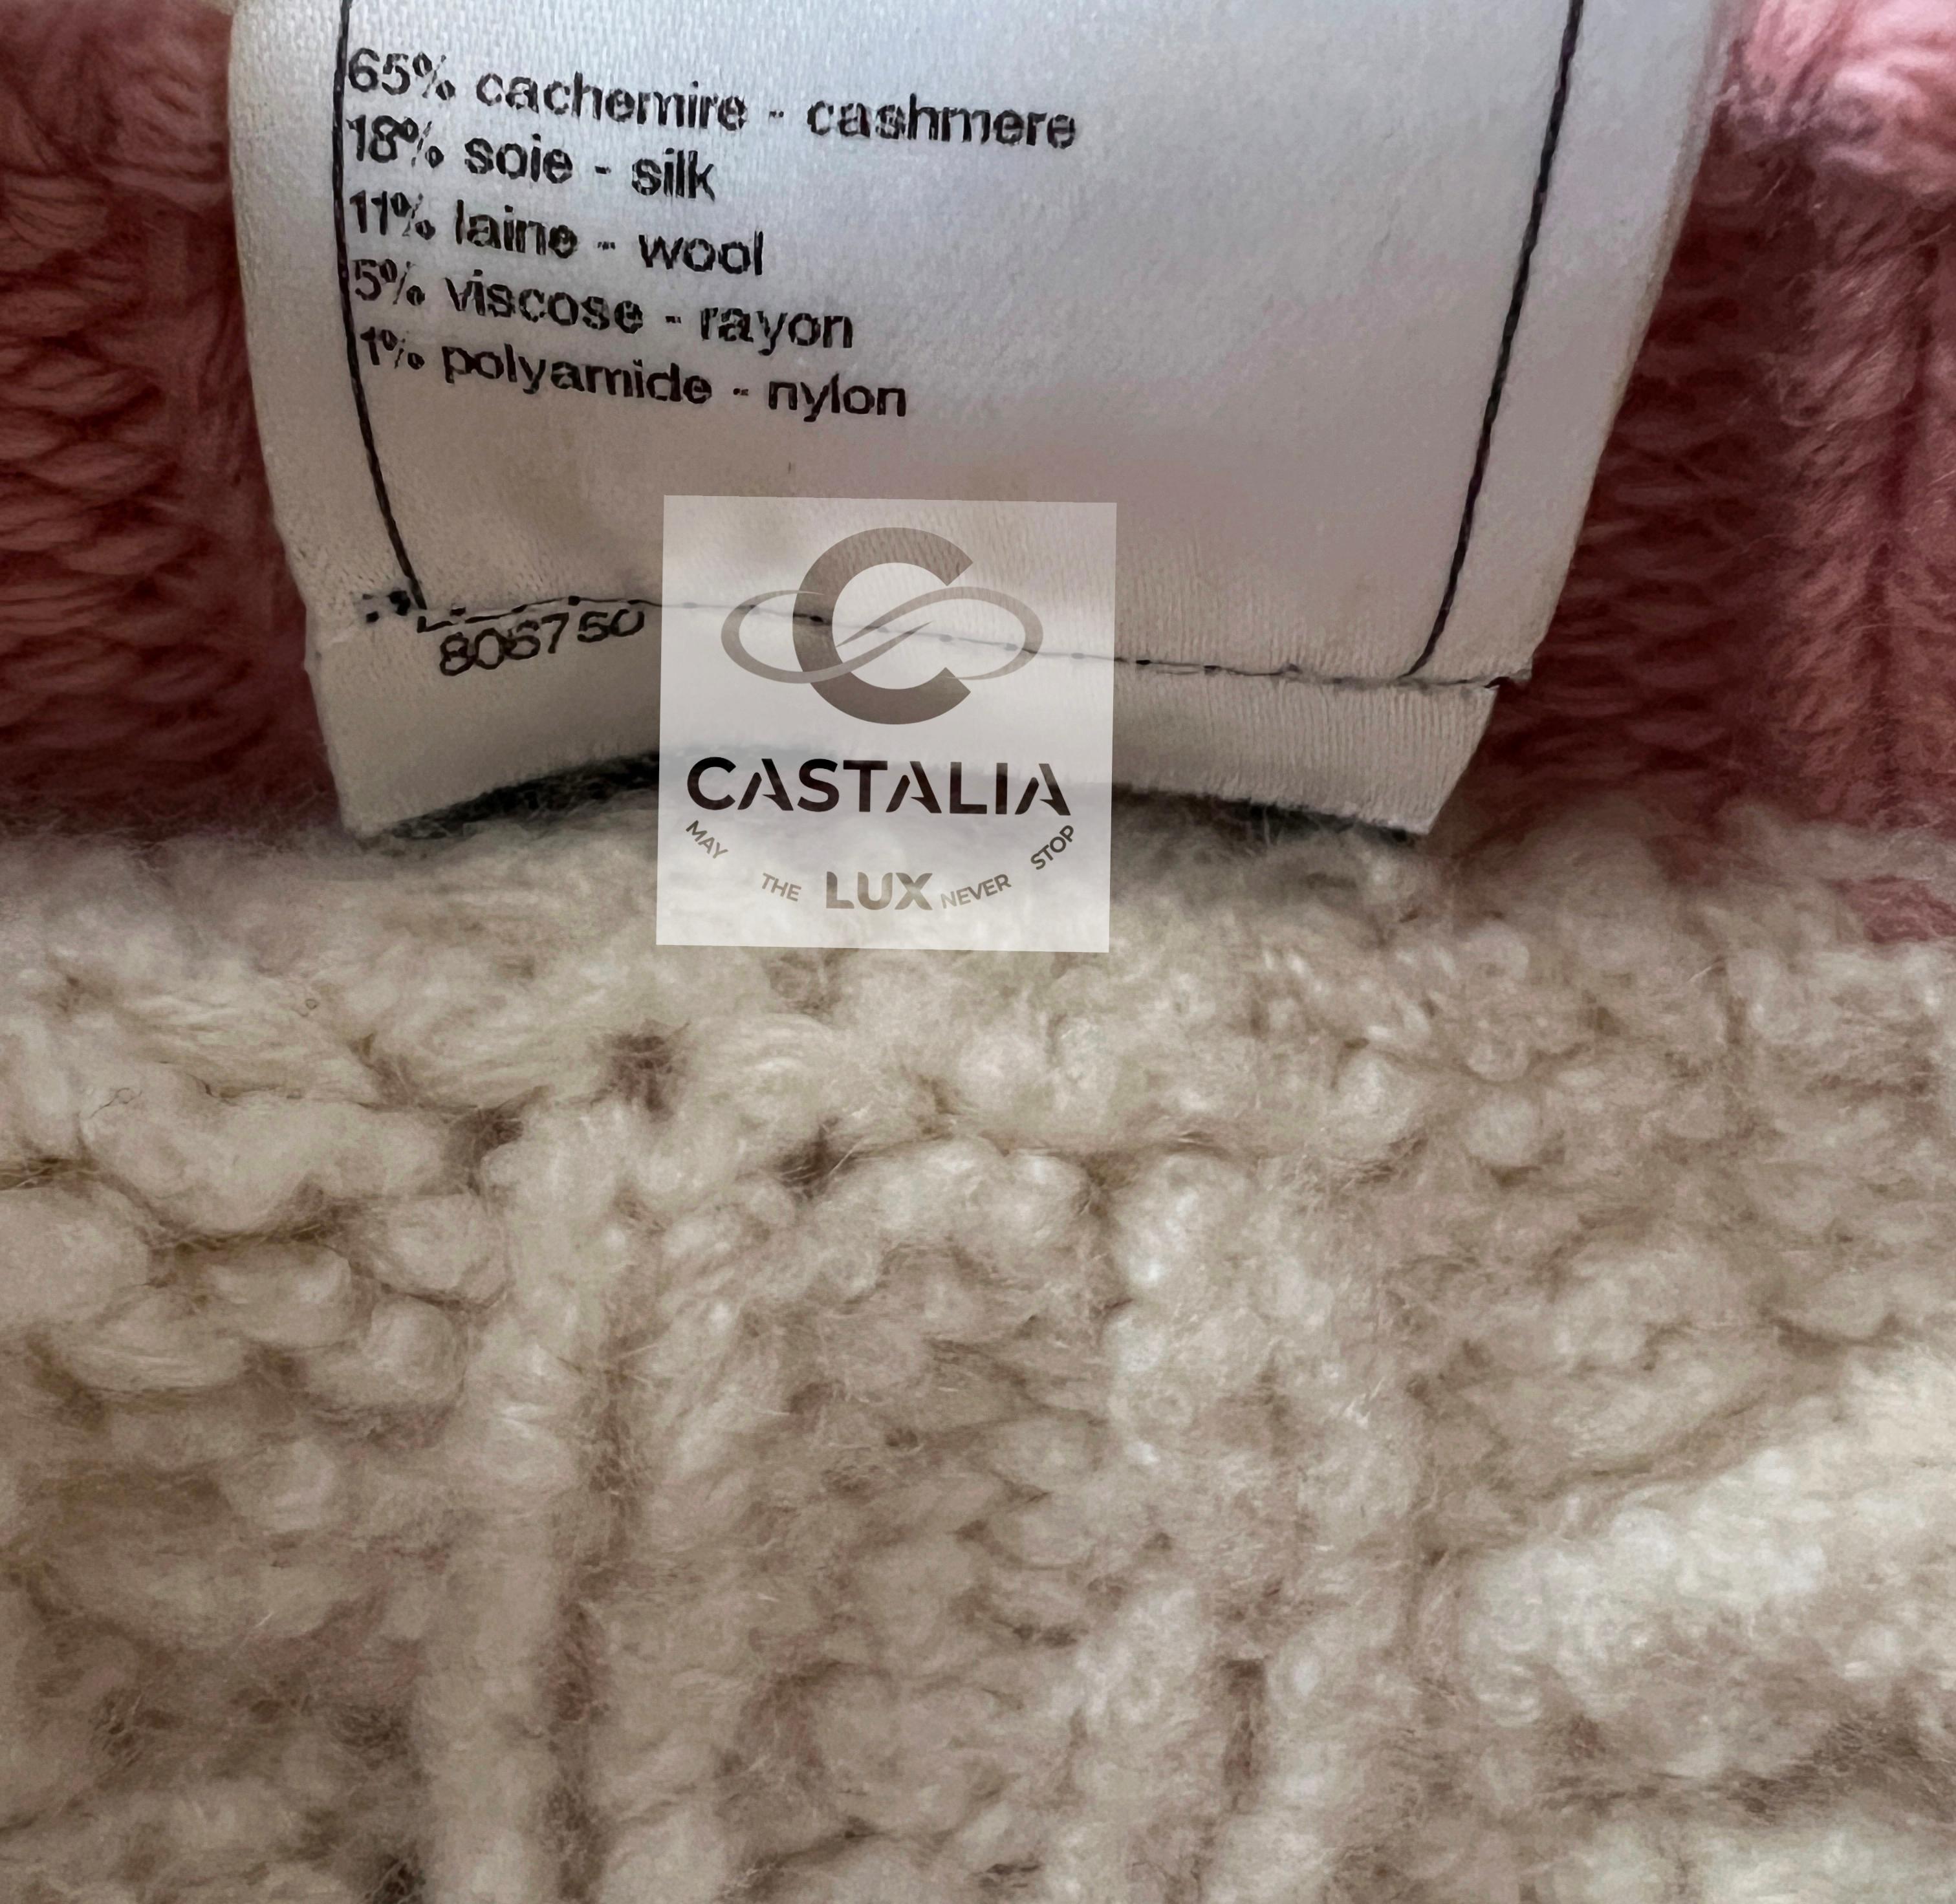 65% cachemire - cashmere
18% soie - silk
11% laine - wool
5% viscose - rayon
1% polyamide - nylon
806750
CASTALIA
MAY THE LUX NEVER STOP